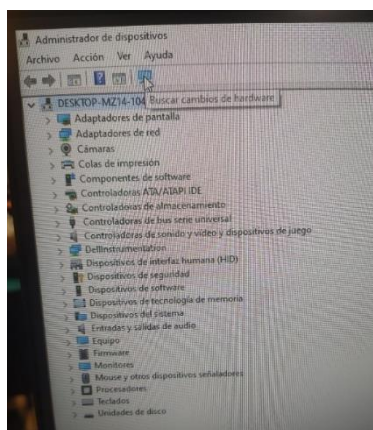 Administrador de dispositivos
Archivo Acción Ver Ayuda
DESKTOP-MZ14-104 Buscar cambios de hardware
Adaptadores de pantalla
Adaptadores de red
Cámaras
Colas de impresión
Componentes de software
Controladoras ATA/ATAPI IDE
Controladoras de almacenamiento
Controladoras de bus serie universal
Controladoras de sonido y vídeo y dispositivos de juego
DellInstrumentation
Dispositivos de interfaz humana (HID)
Dispositivos de seguridad
Dispositivos de software
Dispositivos de tecnología de memoria
Dispositivos del sistema
Entradas y salidas de audio
Equipo
Firmware
Monitores
Mouse y otros dispositivos señaladores
Procesadores
Teclados
Unidades de disco